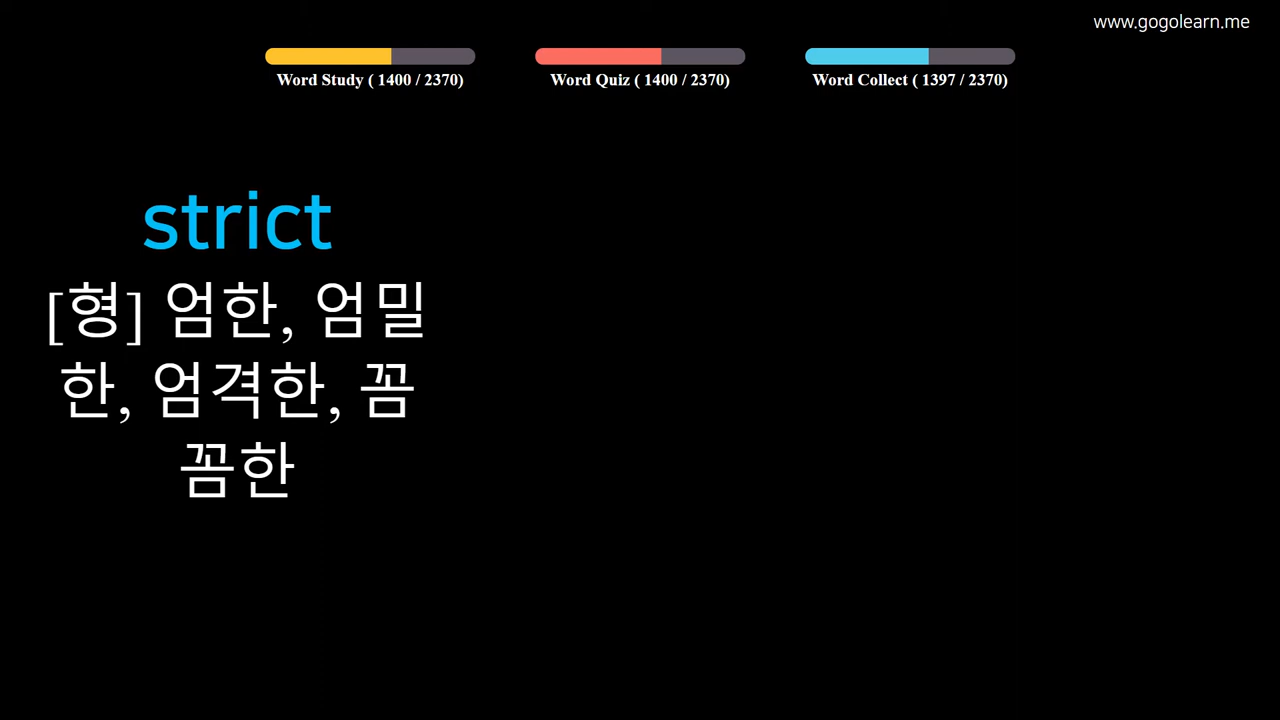 www.gogolearn.me
Word Study ( 1400 / 2370)
Word Quiz ( 1400 / 2370)
Word Collect ( 1397 / 2370)
strict
[형] 엄한, 엄밀
한, 엄격한, 꼼
꼼한